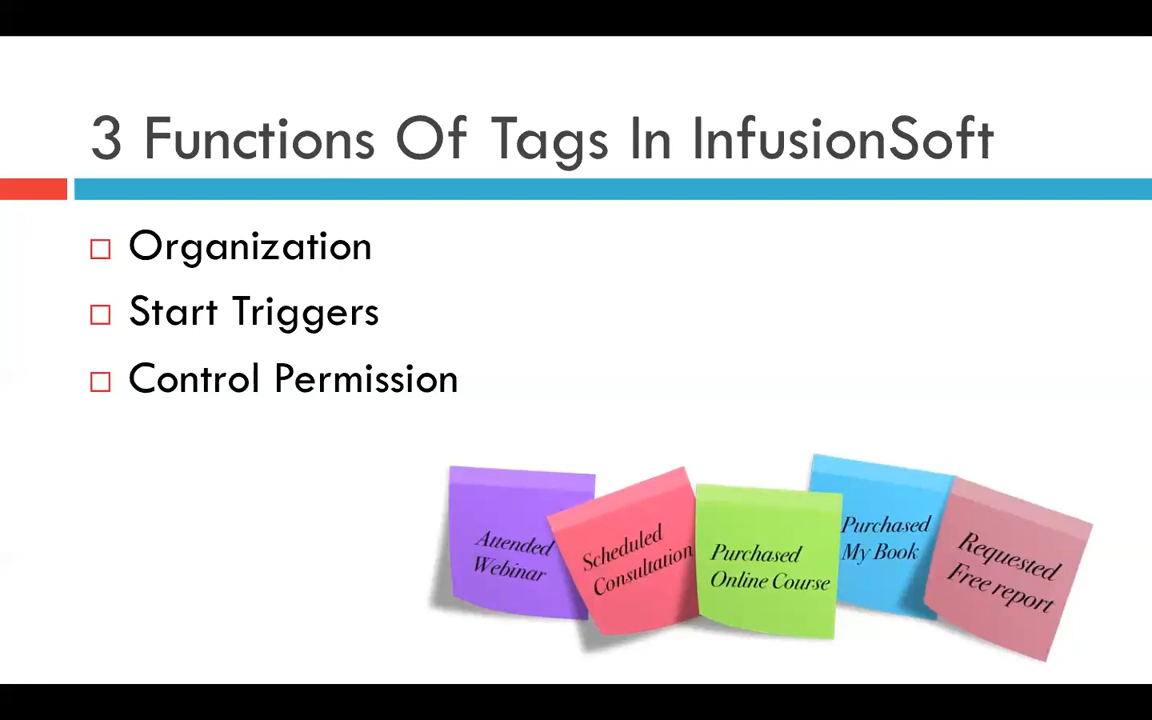 3 Functions Of Tags In InfusionSoft
Organization
Start Triggers
Control Permission
Attended
Webinar
Scheduled
Consultation
Purchased
Online Course
Purchased
My Book
Requested
Free report